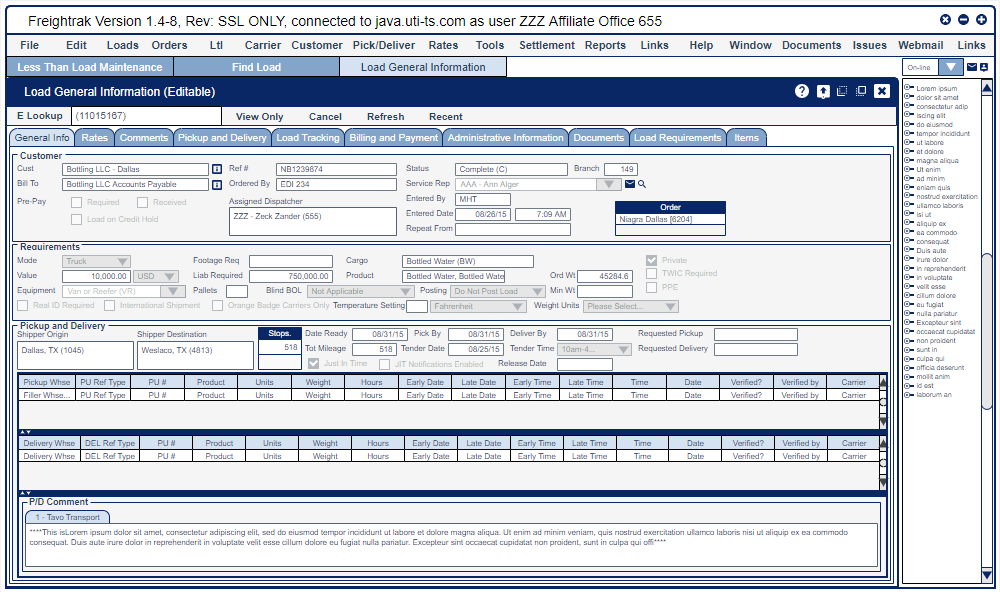 Freightrak Version 1.4-8, Rev: SSL ONLY, connected to java.uti-ts.com as user ZZZ Affiliate Office 655
File Edit Loads Orders Ltl Carrier Customer Pick/Deliver Rates Tools Settlement Reports Links Help Window Documents Issues Webmail Links
Less Than Load Maintenance Find Load Load General Information
On-line
Load General Information (Editable)
E Lookup (11015167) View Only Cancel Refresh Recent
General Info Rates Comments Pickup and Delivery Load Tracking Billing and Payment Administrative Information Documents Load Requirements Items
Customer
Cust Bottling LLC - Dallas Ref # NB1239874 Status Complete (C) Branch 149
Bill To Bottling LLC Accounts Payable Ordered By EDI 234 Service Rep AAA - Ann Alger
Pre-Pay Required Received Assigned Dispatcher Entered By MHT
Load on Credit Hold ZZZ - Zeck Zander (555) Entered Date 08/26/15 7:09 AM
Repeat From
Order
Niagra Dallas [6204]
Requirements
Mode Truck Footage Req Cargo Bottled Water (BW) Private
Value 10,000.00 USD Liab Required 750,000.00 Product Bottled Water, Bottled Wate Ord Wt 45284.6 TWIC Required
Equipment Van or Reefer (VR) Pallets Blind BOL Not Applicable Posting Do Not Post Load Min Wt PPE
Real ID Required International Shipment Orange Badge Carriers Only Temperature Setting Fahrenheit Weight Units Please Select...
Pickup and Delivery
Shipper Origin Shipper Destination Stops. Date Ready 08/31/15 Pick By 08/31/15 Deliver By 08/31/15 Requested Pickup
Dallas, TX (1045) Weslaco, TX (4813) 518 Tot Mileage 518 Tender Date 08/25/15 Tender Time 10am-4... Requested Delivery
Just In Time JIT Notifications Enabled Release Date
Pickup Whse PU Ref Type PU # Product Units Weight Hours Early Date Late Date Early Time Late Time Time Date Verified? Verified by Carrier
Filler Whse... PU Ref Type PU # Product Units Weight Hours Early Date Late Date Early Time Late Time Time Date Verified? Verified by Carrier
Delivery Whse DEL Ref Type PU # Product Units Weight Hours Early Date Late Date Early Time Late Time Time Date Verified? Verified by Carrier
Delivery Whse DEL Ref Type PU # Product Units Weight Hours Early Date Late Date Early Time Late Time Time Date Verified? Verified by Carrier
P/D Comment
1 - Tavo Transport
****This isLorem ipsum dolor sit amet, consectetur adipiscing elit, sed do eiusmod tempor incididunt ut labore et dolore magna aliqua. Ut enim ad minim veniam, quis nostrud exercitation ullamco laboris nisi ut aliquip ex ea commodo
consequat. Duis aute irure dolor in reprehenderit in voluptate velit esse cillum dolore eu fugiat nulla pariatur. Excepteur sint occaecat cupidatat non proident, sunt in culpa qui offi****
Lorem ipsum
dolor sit amet
consectetur adip
iscing elit
do eiusmod
tempor incididunt
ut labore
et dolore
magna aliqua
Ut enim
ad minim
eniam quis
nostrud exercitation
ullamco laboris
isi ut
aliquip ex
ea commodo
consequat
Duis aute
irure dolor
in reprehenderit
in voluptate
velit esse
cillum dolore
eu fugiat
nulla pariatur
Excepteur sint
occaecat cupidatat
non proident
sunt in
culpa qui
officia deserunt
mollit anim
id est
laborum an